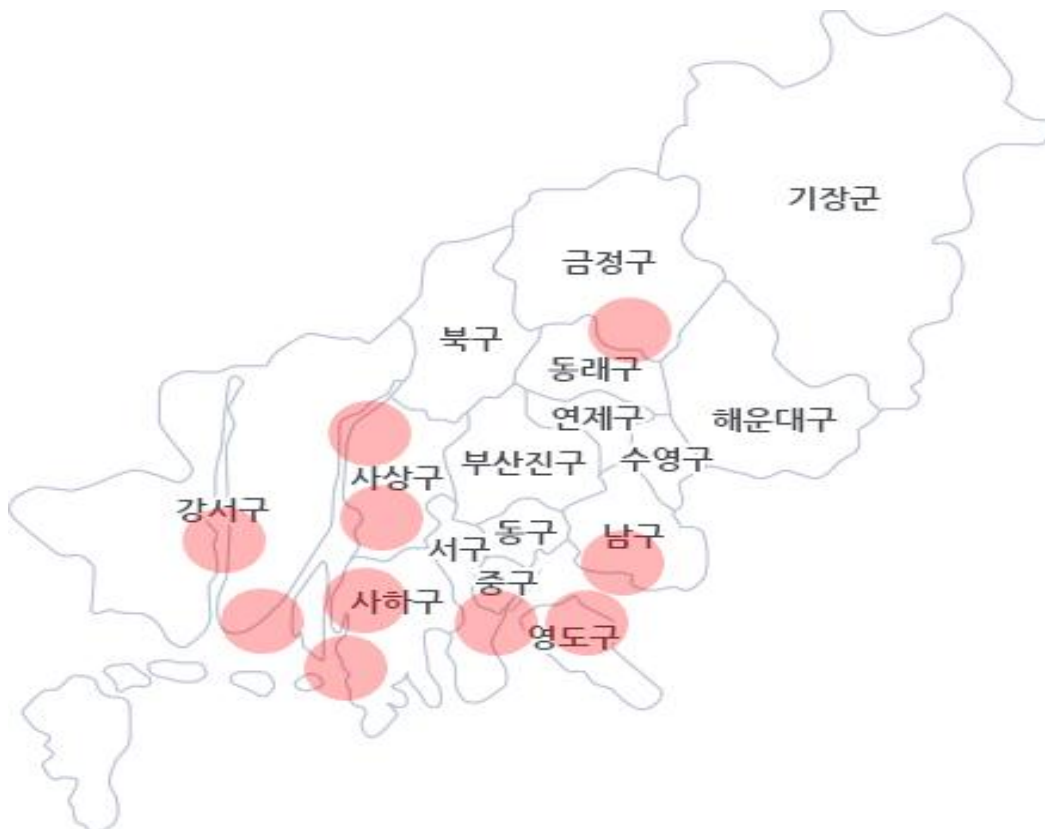 기장군
금정구
북구
동래구
연제구
해운대구
수영구
부산진구
사상구
강서구
동구
남구
서구
중구
사하구
영도구